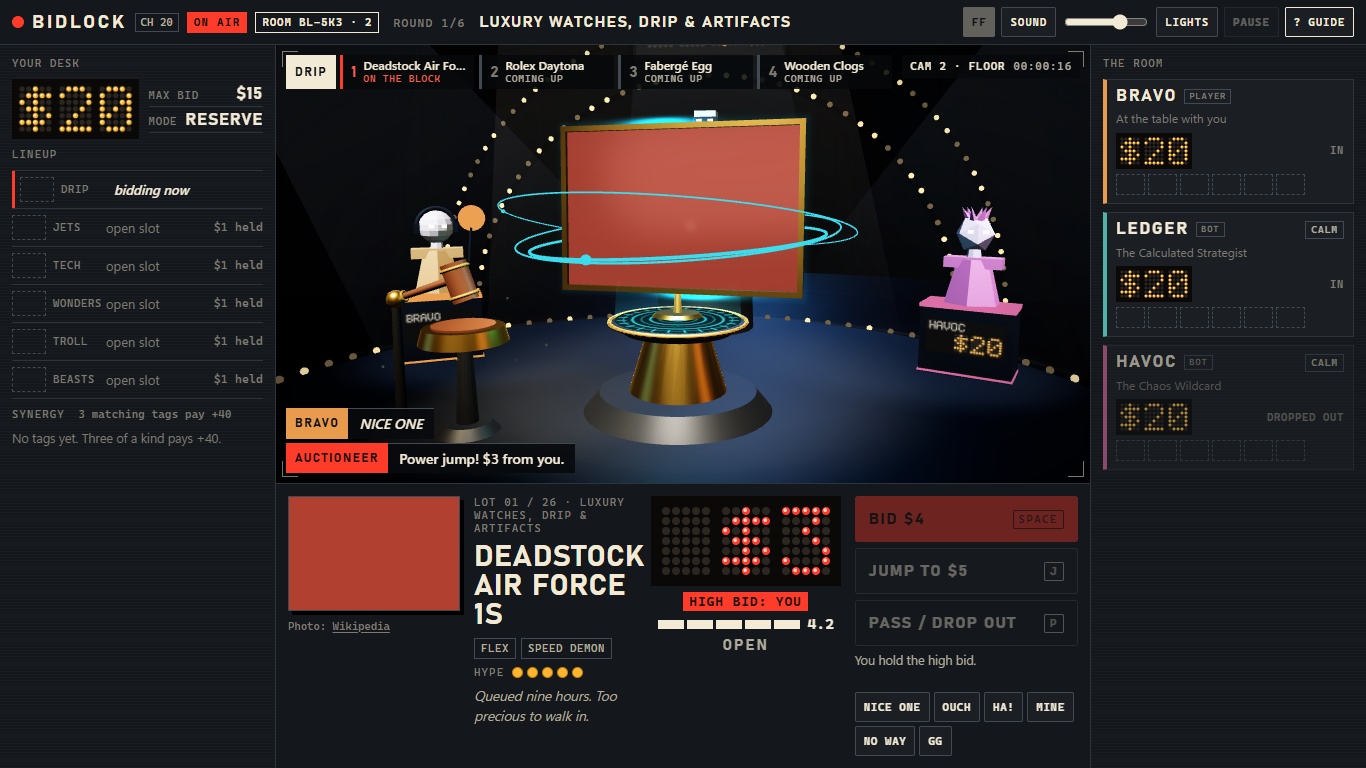 BIDLOCK
CH 20
ON AIR
ROOM BL-5K3 · 2
ROUND 1/6
LUXURY WATCHES, DRIP & ARTIFACTS
FF
SOUND
LIGHTS
PAUSE
? GUIDE
YOUR DESK
$20
MAX BID $15
MODE RESERVE
LINEUP
DRIP bidding now
JETS open slot $1 held
TECH open slot $1 held
WONDERS open slot $1 held
TROLL open slot $1 held
BEASTS open slot $1 held
SYNERGY 3 matching tags pay +40
No tags yet. Three of a kind pays +40.
DRIP
1 Deadstock Air Fo...
ON THE BLOCK
2 Rolex Daytona
COMING UP
3 Fabergé Egg
COMING UP
4 Wooden Clogs
COMING UP
CAM 2 · FLOOR 00:00:16
BRAVO
HAVOC
$20
BRAVO NICE ONE
AUCTIONEER Power jump! $3 from you.
Photo: Wikipedia
LOT 01 / 26 · LUXURY
WATCHES, DRIP &
ARTIFACTS
DEADSTOCK
AIR FORCE
1S
FLEX
SPEED DEMON
HYPE
Queued nine hours. Too
precious to walk in.
$3
HIGH BID: YOU
4.2
OPEN
BID $4 SPACE
JUMP TO $5 J
PASS / DROP OUT P
You hold the high bid.
NICE ONE
OUCH
HA!
MINE
NO WAY
GG
THE ROOM
BRAVO PLAYER
At the table with you
$20
IN
LEDGER BOT CALM
The Calculated Strategist
$20
IN
HAVOC BOT CALM
The Chaos Wildcard
$20
DROPPED OUT